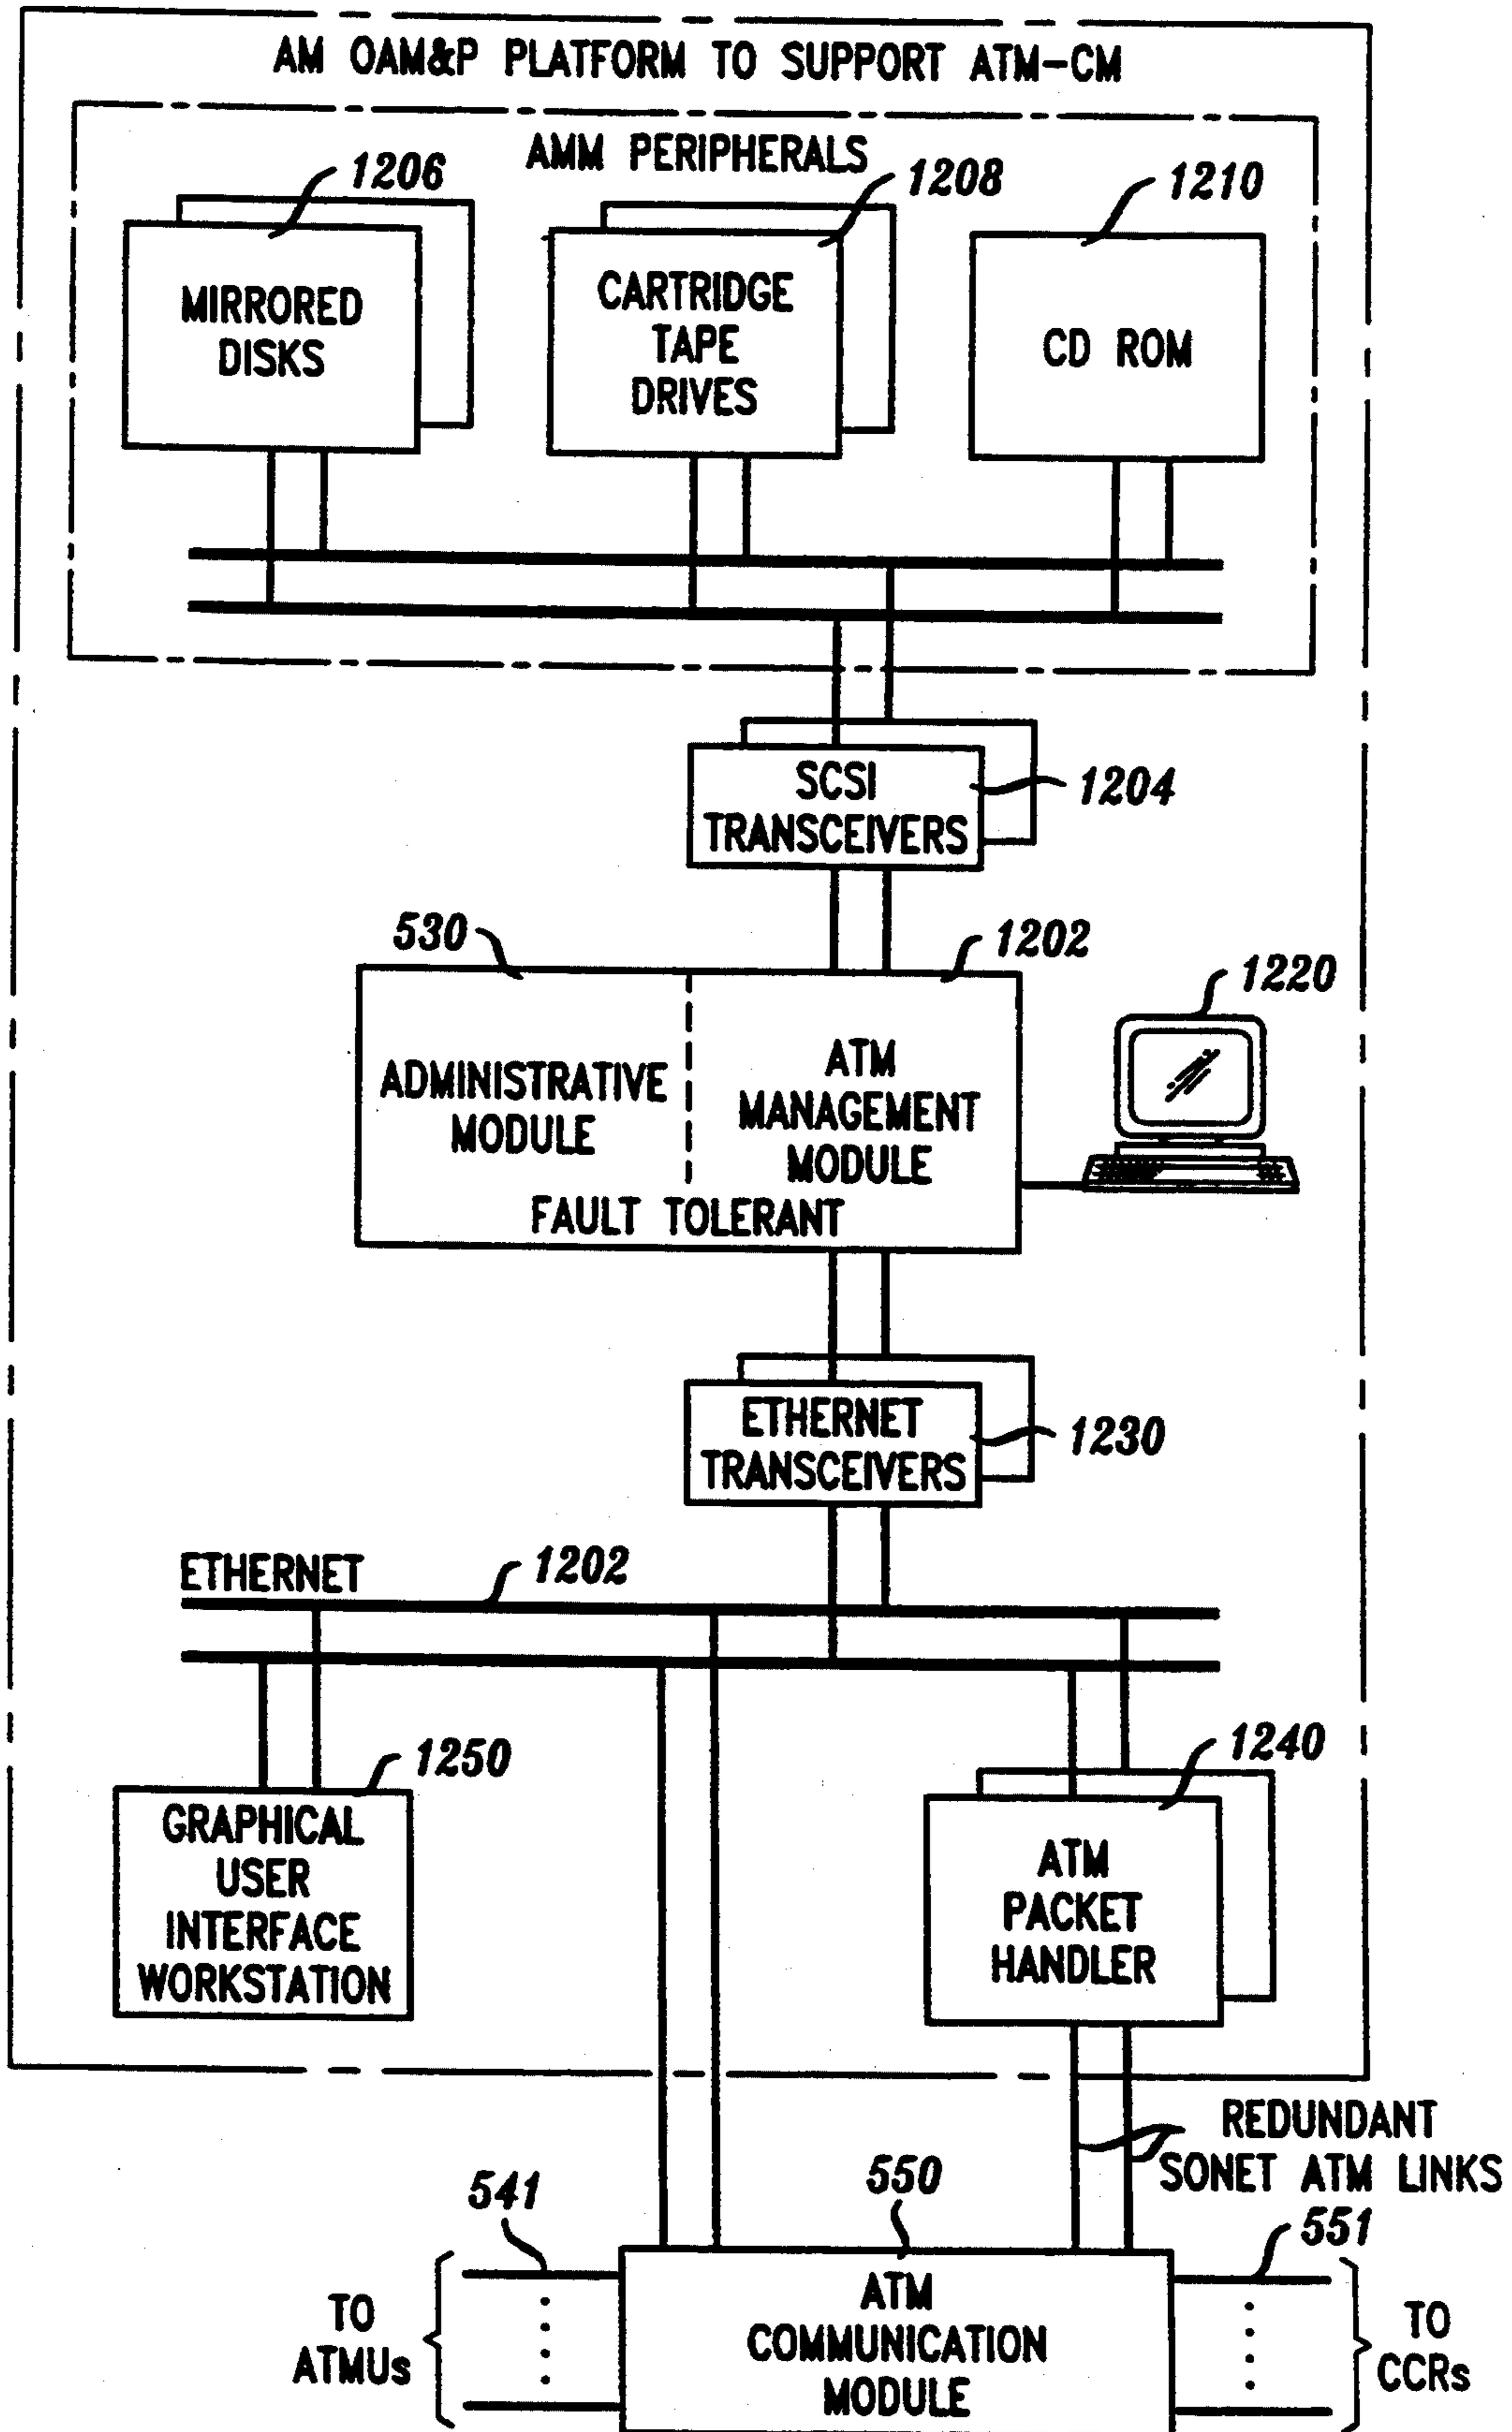 AM OAM&P PLATFORM TO SUPPORT ATM-CM
AMM PERIPHERALS
1206
1208
1210
MIRRORED
DISKS
CARTRIDGE
TAPE
DRIVES
CD ROM
SCSI
TRANSCEIVERS
1204
530
1202
1220
ADMINISTRATIVE
MODULE
ATM
MANAGEMENT
MODULE
FAULT TOLERANT
ETHERNET
TRANSCEIVERS
1230
ETHERNET
1202
1250
1240
GRAPHICAL
USER
INTERFACE
WORKSTATION
ATM
PACKET
HANDLER
REDUNDANT
SONET ATM LINKS
541
550
551
TO
ATMUs
ATM
COMMUNICATION
MODULE
TO
CCRs